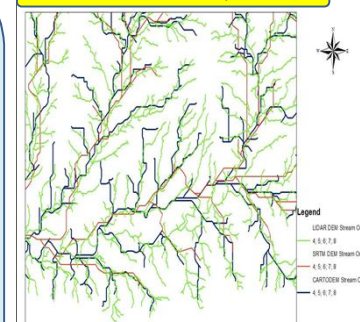 Legend
LIDAR DEM Stream O
4; 5; 6; 7; 8
SRTM DEM Stream O
4; 5; 6; 7; 8
CARTODEM Stream O
4; 5; 6; 7; 8